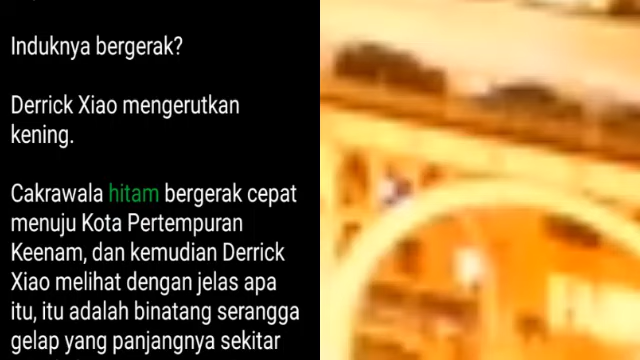 Induknya bergerak?
Derrick Xiao mengerutkan
kening.
Cakrawala hitam bergerak cepat
menuju Kota Pertempuran
Keenam, dan kemudian Derrick
Xiao melihat dengan jelas apa
itu, itu adalah binatang serangga
gelap yang panjangnya sekitar